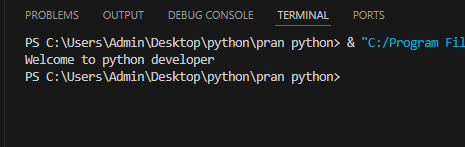 PROBLEMS OUTPUT DEBUG CONSOLE TERMINAL PORTS
PS C:\Users\Admin\Desktop\python\pran python> & "C:/Program Fil
Welcome to python developer
PS C:\Users\Admin\Desktop\python\pran python>